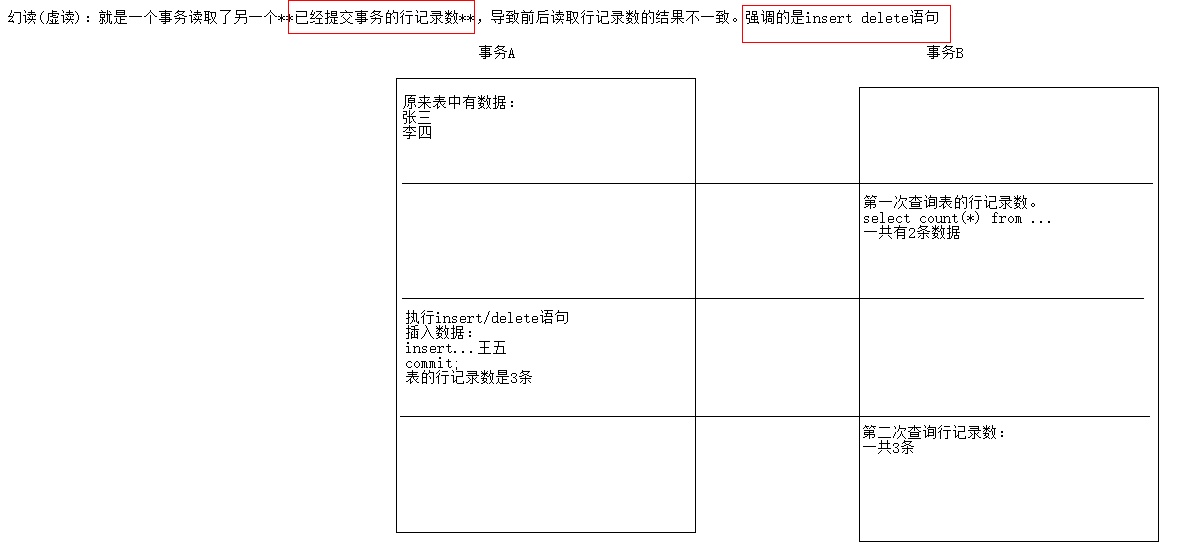 幻读(虚读)：就是一个事务读取了另一个**已经提交事务的行记录数**，导致前后读取行记录数的结果不一致。强调的是insert delete语句
事务A
事务B
原来表中有数据：
张三
李四
第一次查询表的行记录数。
select count(*) from ...
一共有2条数据
执行insert/delete语句
插入数据：
insert...王五
commit;
表的行记录数是3条
第二次查询行记录数：
一共3条